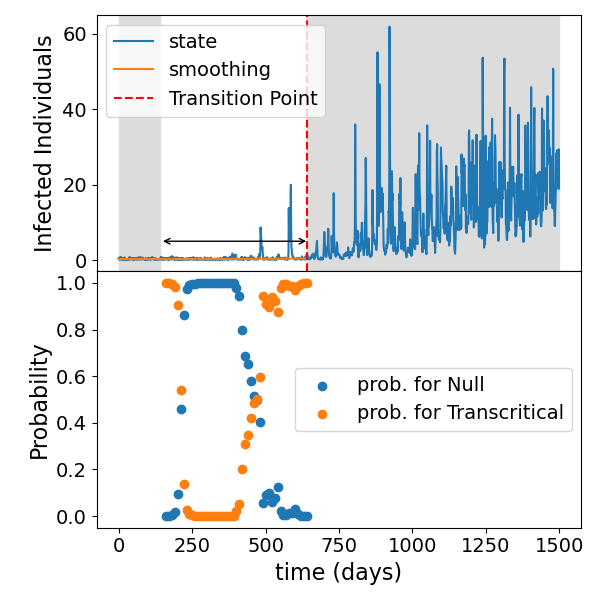 Infected Individuals
60
40
20
0
state
smoothing
Transition Point
Probability
1.0
0.8
0.6
0.4
0.2
0.0
prob. for Null
prob. for Transcritical
0 250 500 750 1000 1250 1500
time (days)